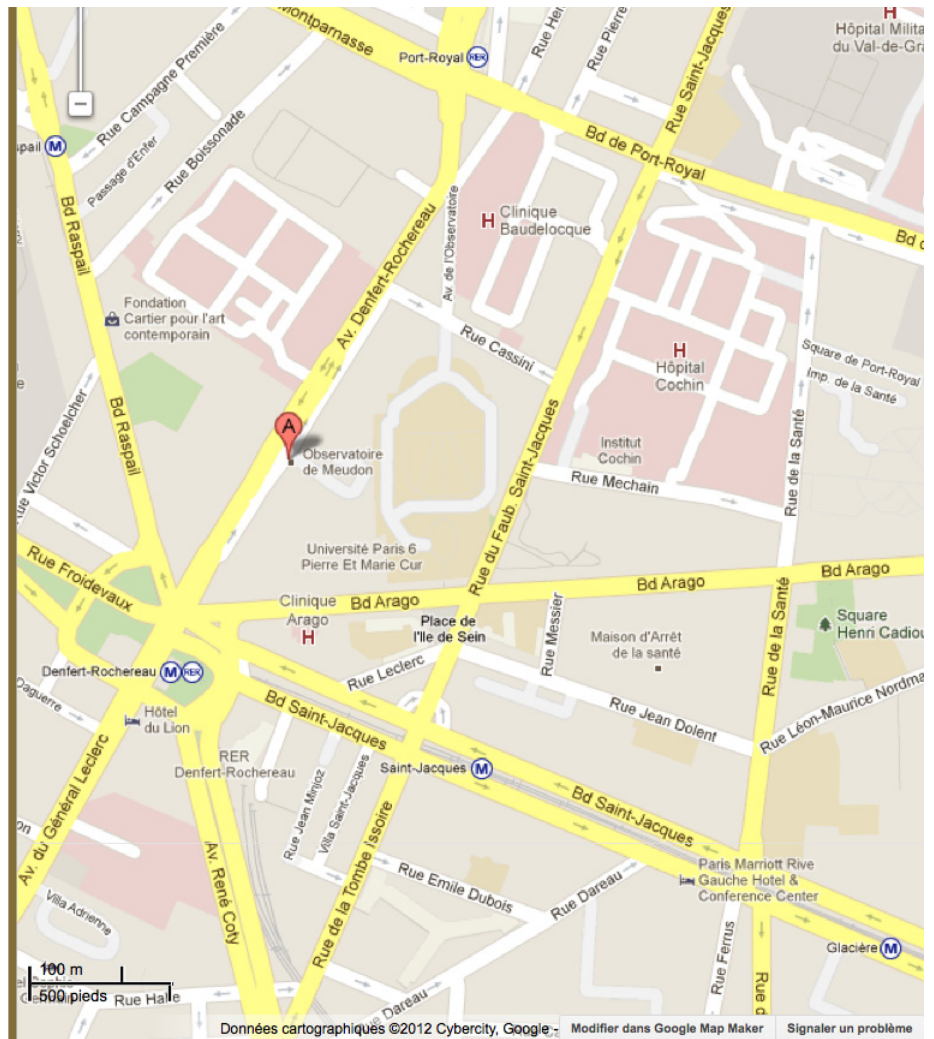 Montparnasse
Port-Royal
RER
H
Hôpital Milita
du Val-de-Gra
Rue Campagne Première
Rue Boissonade
Passage d'Enfer
spail
M
Rue Hen
Rue Pierre
Rue Saint-Jacques
Bd de Port-Royal
Bd d
Bd Raspail
Av. Denfert-Rochereau
Av. de l'Observatoire
H
Clinique
Baudelocque
Fondation
Cartier pour l'art
contemporain
Rue Cassini
H
Hôpital
Cochin
Square de Port-Royal
Imp. de la Santé
Rue Victor Schoelcher
Bd Raspail
A
Observatoire
de Meudon
Institut
Cochin
Rue Mechain
Rue de la Santé
Rue du Faub. Saint-Jacques
Université Paris 6
Pierre Et Marie Cur
Rue Froidevaux
Bd Arago
Bd Arago
Bd Arago
Clinique
Arago
H
Place de
l'Ile de Sein
Rue Messier
Maison d'Arrêt
de la santé
Rue de la Santé
Square
Henri Cadiou
Denfert-Rochereau
M
RER
Rue Leclerc
Daguerre
Hôtel
du Lion
Bd Saint-Jacques
Rue Jean Dolent
Rue Léon-Maurice Nordma
RER
Denfert-Rochereau
Saint-Jacques
M
Av. du Général Leclerc
Rue Jean Minjoz
Villa Saint-Jacques
Bd Saint-Jacques
Rue de la Tombe Issoire
Av. René Coty
Rue Emile Dubois
Rue Dareau
Paris Marriott Rive
Gauche Hotel &
Conference Center
Villa Adrienne
Rue Ferrus
Glacière
M
Rue d
100 m
500 pieds
Rue Halle
Rue Dareau
Données cartographiques ©2012 Cybercity, Google -
Modifier dans Google Map Maker
Signaler un problème